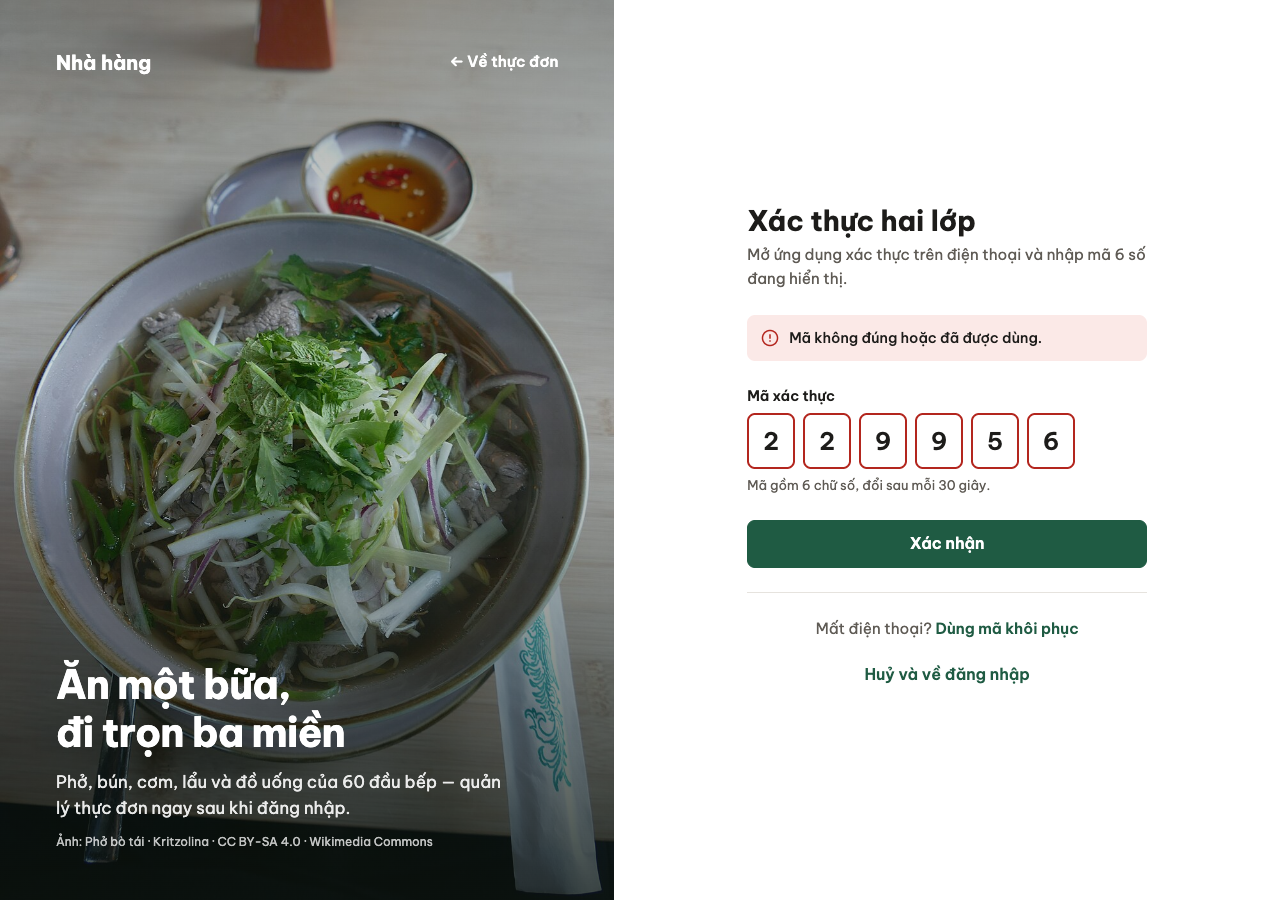 Nhà hàng
← Về thực đơn
Ăn một bữa,
đi trọn ba miền
Phở, bún, cơm, lẩu và đồ uống của 60 đầu bếp — quản
lý thực đơn ngay sau khi đăng nhập.
Ảnh: Phở bò tái · Kritzolina · CC BY-SA 4.0 · Wikimedia Commons
Xác thực hai lớp
Mở ứng dụng xác thực trên điện thoại và nhập mã 6 số
đang hiển thị.
Mã không đúng hoặc đã được dùng.
Mã xác thực
2 2 9 9 5 6
Mã gồm 6 chữ số, đổi sau mỗi 30 giây.
Xác nhận
Mất điện thoại? Dùng mã khôi phục
Huỷ và về đăng nhập